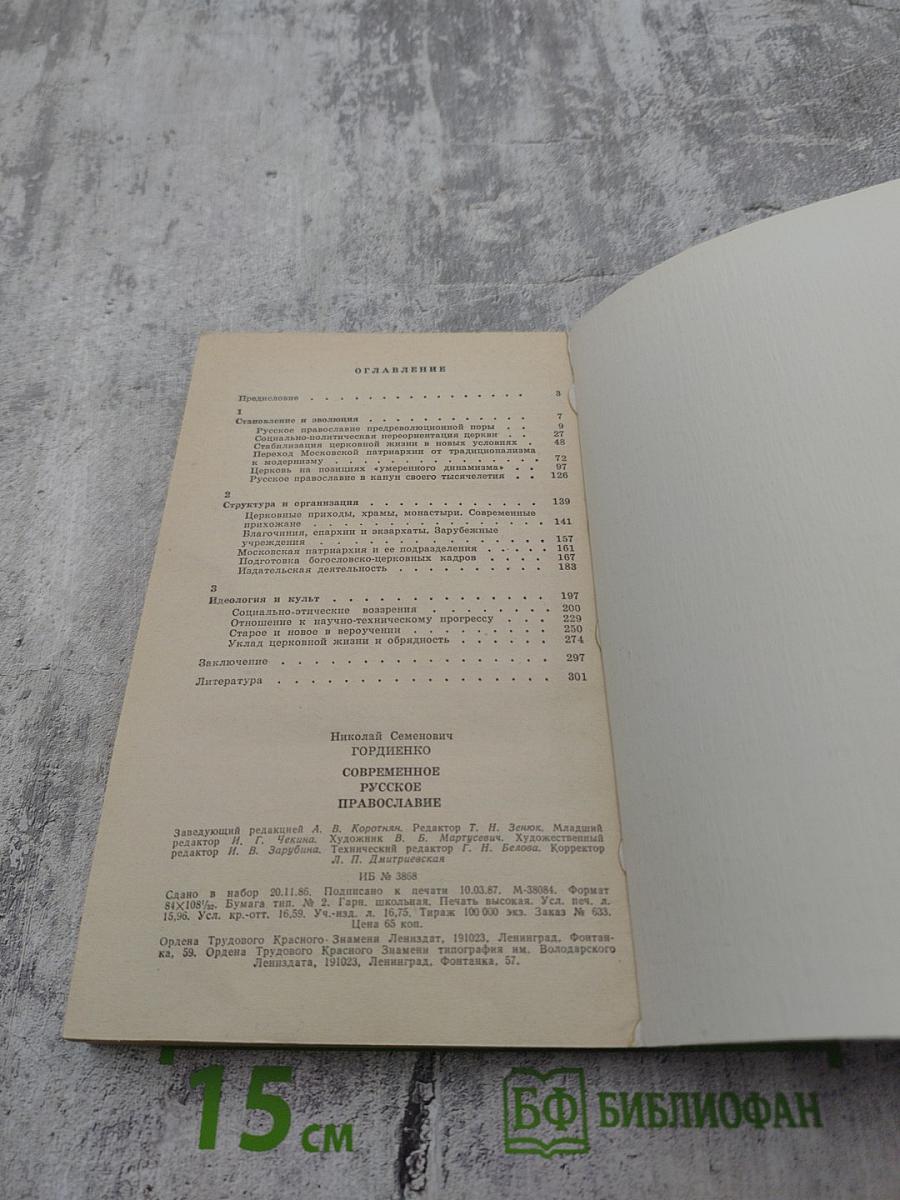 ОГЛАВЛЕНИЕ
Предисловие . . . . . . . . . . . . . . . . 3
1
Становление и эволюция . . . . . . . . . . . . 7
Русское православие предреволюционной поры . . 9
Социально-политическая переориентация церкви . . 27
Стабилизация церковной жизни в новых условиях . 48
Переход Московской патриархии от традиционализма
к модернизму . . . . . . . . . . . . . . 72
Церковь на позициях «умеренного динамизма» . . 97
Русское православие в канун своего тысячелетия . . 126
2
Структура и организация . . . . . . . . . . . . 139
Церковные приходы, храмы, монастыри. Современные
прихожане . . . . . . . . . . . . . . . 141
Благочиния, епархии и экзархаты. Зарубежные
учреждения . . . . . . . . . . . . . . . 157
Московская патриархия и ее подразделения . . . . 161
Подготовка богословско-церковных кадров . . . . 167
Издательская деятельность . . . . . . . . . . 183
3
Идеология и культ . . . . . . . . . . . . . . 197
Социально-этические воззрения . . . . . . . . 200
Отношение к научно-техническому прогрессу . . . 229
Старое и новое в вероучении . . . . . . . . . 250
Уклад церковной жизни и обрядность . . . . . . 274
Заключение . . . . . . . . . . . . . . . . . 297
Литература . . . . . . . . . . . . . . . . . 301
Николай Семенович
ГОРДИЕНКО
СОВРЕМЕННОЕ
РУССКОЕ
ПРАВОСЛАВИЕ
Заведующий редакцией А. В. Коротнян. Редактор Т. Н. Зенюк. Младший
редактор И. Г. Чекина. Художник В. Б. Мартусевич. Художественный
редактор И. В. Зарубина. Технический редактор Г. Н. Белова. Корректор
Л. П. Дмитриевская
ИБ № 3868
Сдано в набор 20.11.86. Подписано к печати 10.03.87. М-38084. Формат
84×108¹/₃₂. Бумага тип. № 2. Гарн. школьная. Печать высокая. Усл. печ. л.
15,96. Усл. кр.-отт. 16,59. Уч.-изд. л. 16,75. Тираж 100 000 экз. Заказ № 633.
Цена 65 коп.
Ордена Трудового Красного Знамени Лениздат, 191023, Ленинград, Фонтан-
ка, 59. Ордена Трудового Красного Знамени типография им. Володарского
Лениздата, 191023, Ленинград, Фонтанка, 57.
15 см
БФ БИБЛИОФАН